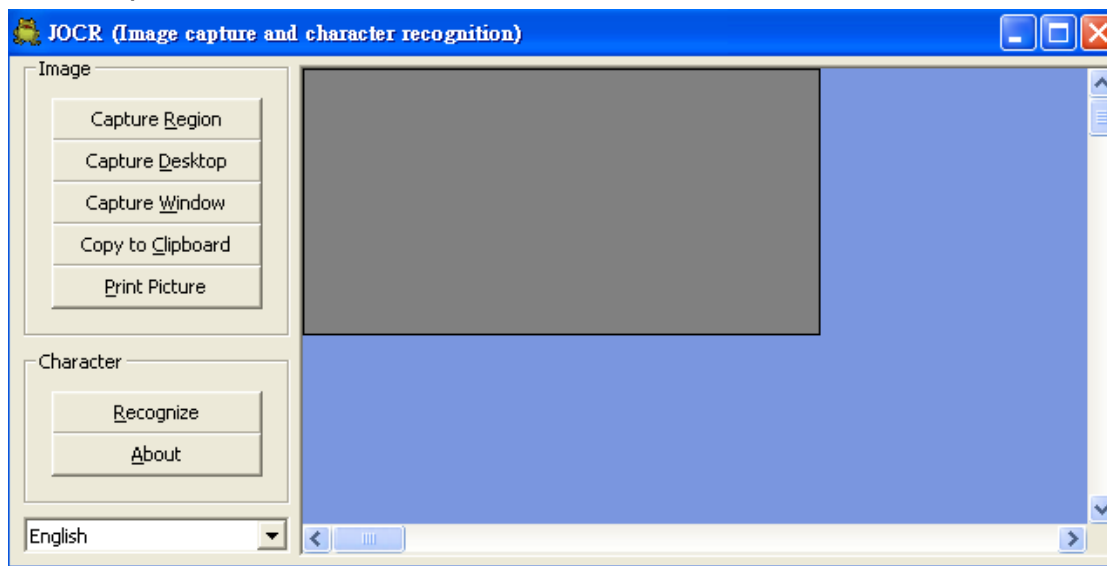 JOCR (Image capture and character recognition)
Image
Capture Region
Capture Desktop
Capture Window
Copy to Clipboard
Print Picture
Character
Recognize
About
English